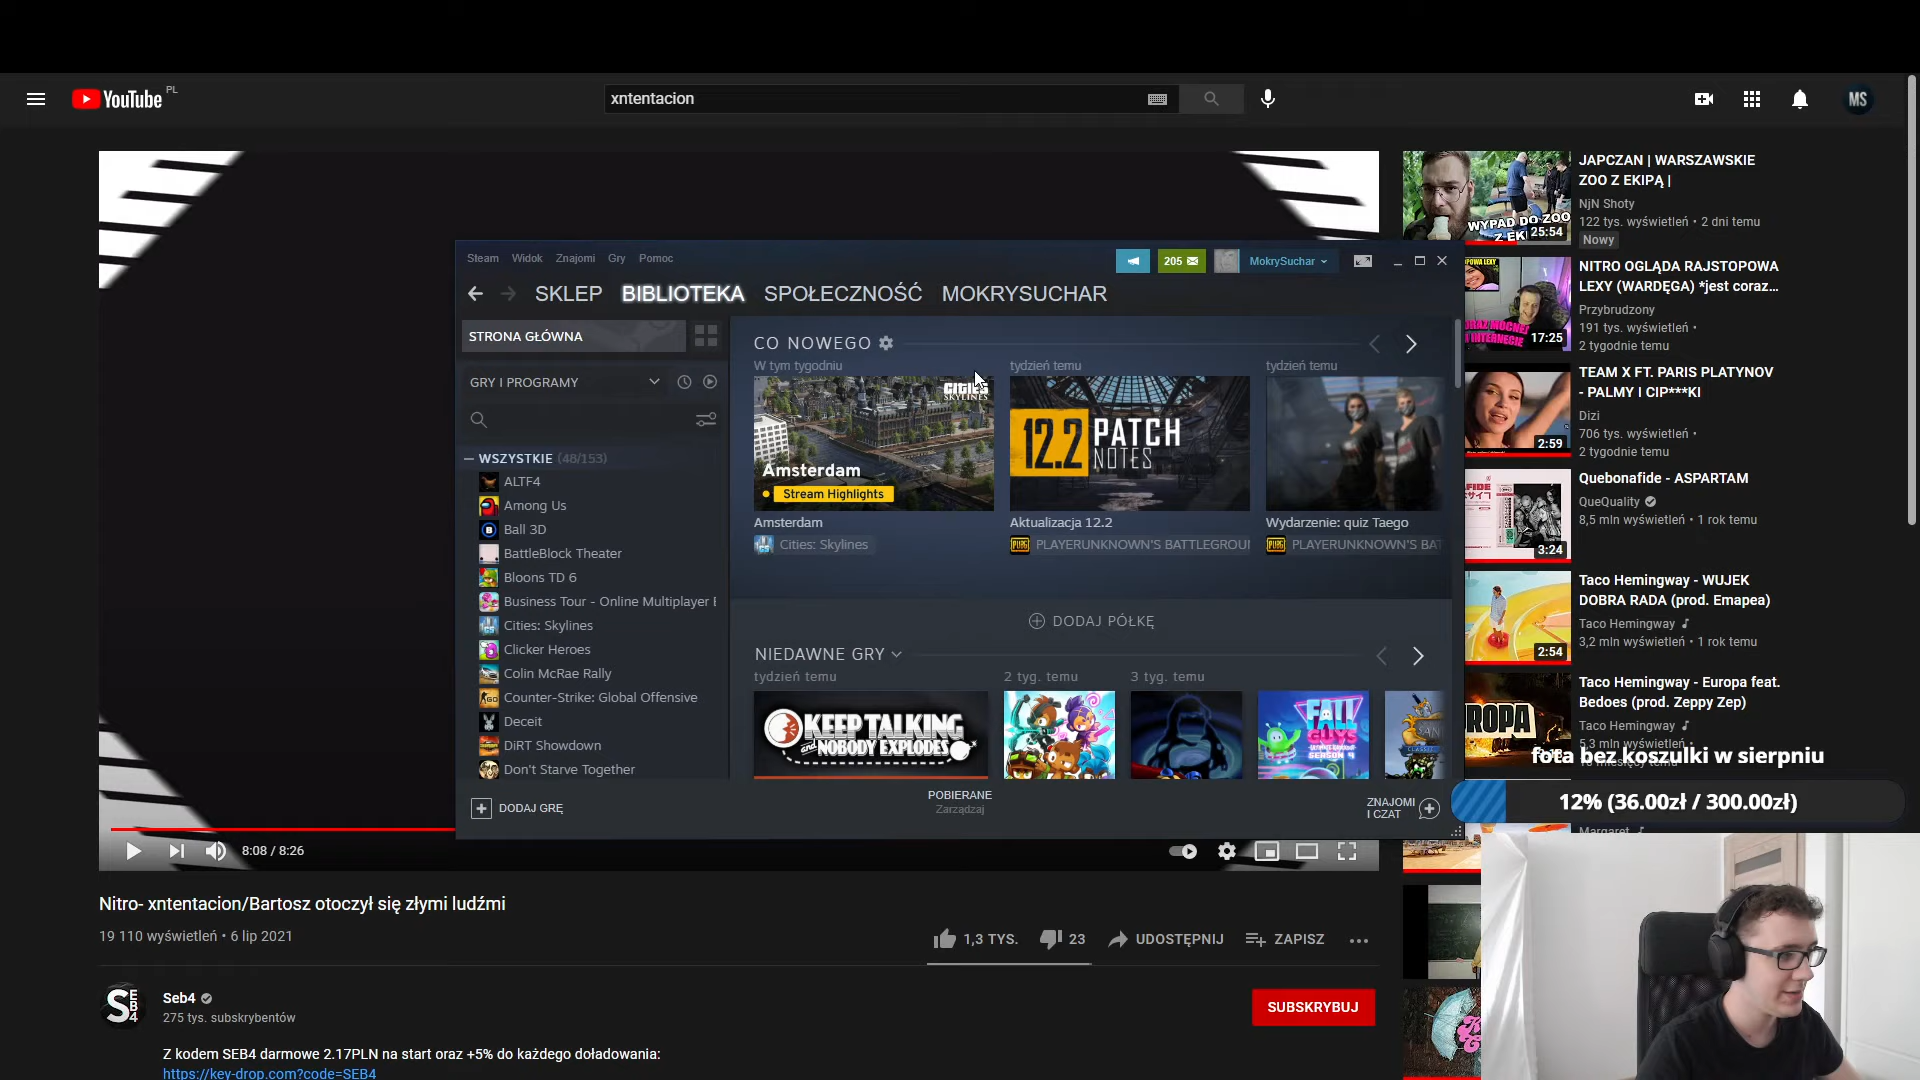 YouTube PL
xntentacion
MS
Steam Widok Znajomi Gry Pomoc
205
MokrySuchar
SKLEP BIBLIOTEKA SPOŁECZNOŚĆ MOKRYSUCHAR
STRONA GŁÓWNA
GRY I PROGRAMY
WSZYSTKIE (48/153)
ALTF4
Among Us
Ball 3D
BattleBlock Theater
Bloons TD 6
Business Tour - Online Multiplayer
Cities: Skylines
Clicker Heroes
Colin McRae Rally
Counter-Strike: Global Offensive
Deceit
DiRT Showdown
Don't Starve Together
DODAJ GRĘ
CO NOWEGO
W tym tygodniu
CITIES
SKYLINES
Amsterdam
Stream Highlights
Amsterdam
Cities: Skylines
tydzień temu
12.2 PATCH
NOTES
Aktualizacja 12.2
PLAYERUNKNOWN'S BATTLEGROU
tydzień temu
Wydarzenie: quiz Taego
PLAYERUNKNOWN'S BAT
DODAJ PÓŁKĘ
NIEDAWNE GRY
tydzień temu
2 tyg. temu
3 tyg. temu
KEEP TALKING
and NOBODY EXPLODES
FALL
GUYS
POBIERANE
Zarządzaj
ZNAJOMI
I CZAT
8:08 / 8:26
Nitro- xntentacion/Bartosz otoczył się złymi ludźmi
19 110 wyświetleń • 6 lip 2021
1,3 TYS.
23
UDOSTĘPNIJ
ZAPISZ
SEB4
Seb4
275 tys. subskrybentów
SUBSKRYBUJ
Z kodem SEB4 darmowe 2.17PLN na start oraz +5% do każdego doładowania:
https://key-drop.com?code=SEB4
WYPAD DO ZOO
Z EK
25:54
JAPCZAN | WARSZAWSKIE
ZOO Z EKIPĄ |
NjN Shoty
122 tys. wyświetleń • 2 dni temu
Nowy
17:25
NITRO OGLĄDA RAJSTOPOWA
LEXY (WARDĘGA) *jest coraz...
Przybrudzony
191 tys. wyświetleń •
2 tygodnie temu
2:59
TEAM X FT. PARIS PLATYNOV
- PALMY I CIP***KI
Dizi
706 tys. wyświetleń •
2 tygodnie temu
3:24
Quebonafide - ASPARTAM
QueQuality
8,5 mln wyświetleń • 1 rok temu
2:54
Taco Hemingway - WUJEK
DOBRA RADA (prod. Emapea)
Taco Hemingway
3,2 mln wyświetleń • 1 rok temu
ROPA
Taco Hemingway - Europa feat.
Bedoes (prod. Zeppy Zep)
Taco Hemingway
5,3 mln wyświetleń •
fota bez koszulki w sierpniu
12% (36.00zł / 300.00zł)